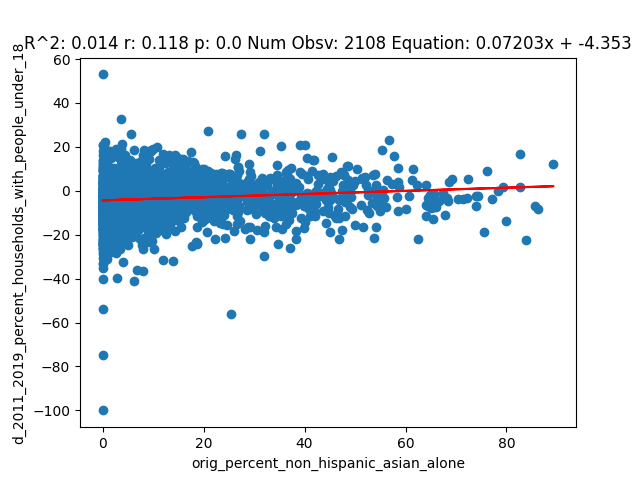 R^2: 0.014 r: 0.118 p: 0.0 Num Obsv: 2108 Equation: 0.07203x + -4.353
d_2011_2019_percent_households_with_people_under_18
60
40
20
0
−20
−40
−60
−80
−100
0 20 40 60 80
orig_percent_non_hispanic_asian_alone